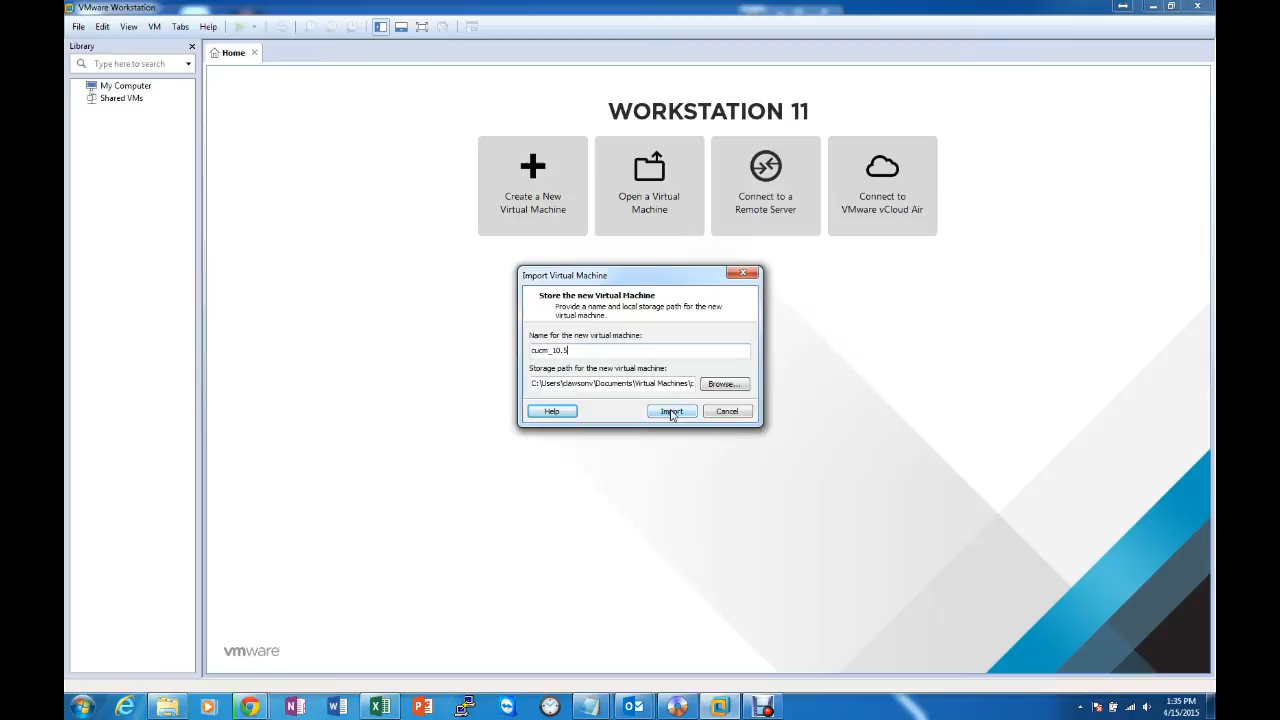 VMware Workstation
File Edit View VM Tabs Help
Library
Home
Type here to search
My Computer
Shared VMs
WORKSTATION 11
Create a New
Virtual Machine
Open a Virtual
Machine
Connect to a
Remote Server
Connect to
VMware vCloud Air
Import Virtual Machine
Store the new Virtual Machine
Provide a name and local storage path for the new
virtual machine.
Name for the new virtual machine:
cucm_10.5
Storage path for the new virtual machine:
C:\Users\clawsonv\Documents\Virtual Machines\c
Browse...
Help
Import
Cancel
vmware
1:35 PM
4/15/2015